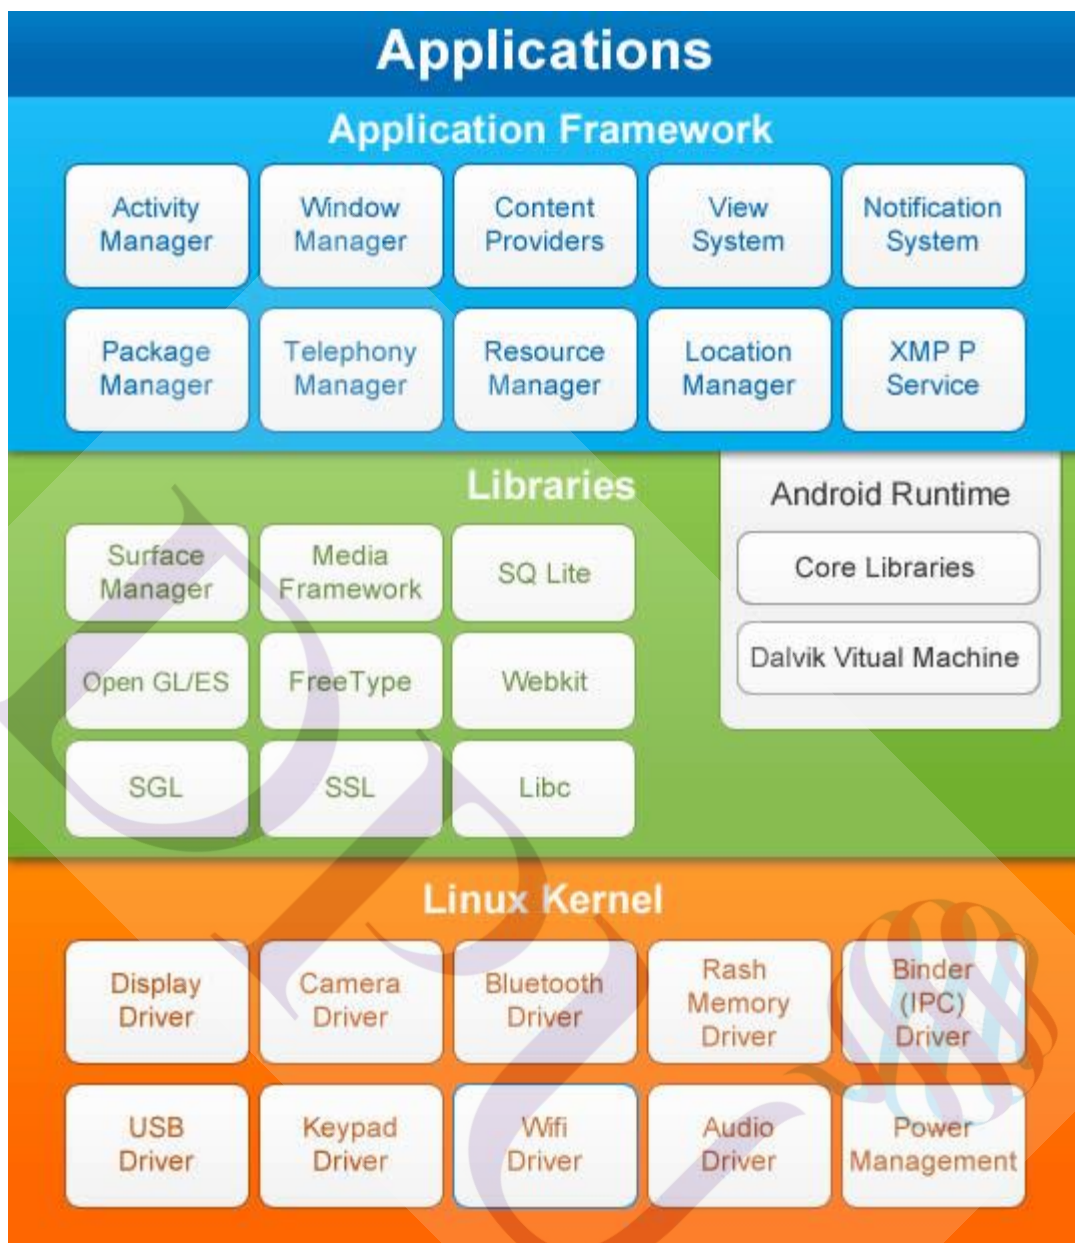 Applications
Application Framework
Activity
Manager
Window
Manager
Content
Providers
View
System
Notification
System
Package
Manager
Telephony
Manager
Resource
Manager
Location
Manager
XMP P
Service
Libraries
Surface
Manager
Media
Framework
SQ Lite
Open GL/ES
FreeType
Webkit
SGL
SSL
Libc
Android Runtime
Core Libraries
Dalvik Vitual Machine
Linux Kernel
Display
Driver
Camera
Driver
Bluetooth
Driver
Rash
Memory
Driver
Binder
(IPC)
Driver
USB
Driver
Keypad
Driver
Wifi
Driver
Audio
Driver
Power
Management